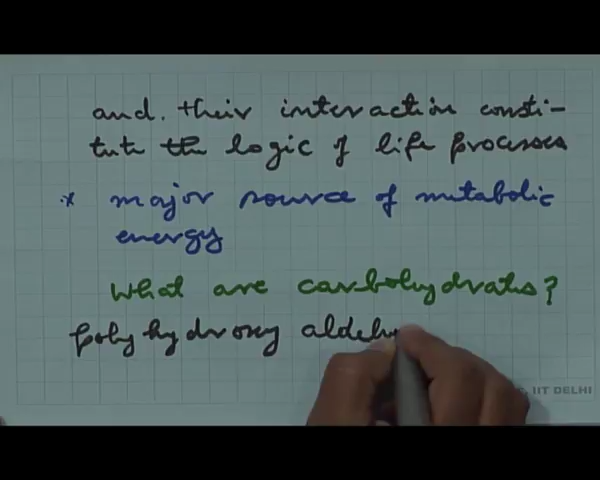 and. their interaction consti-
tute the logic of life processes
* major source of metabolic
energy
What are carbohydrates?
polyhydroxy aldehy
IIT DELHI